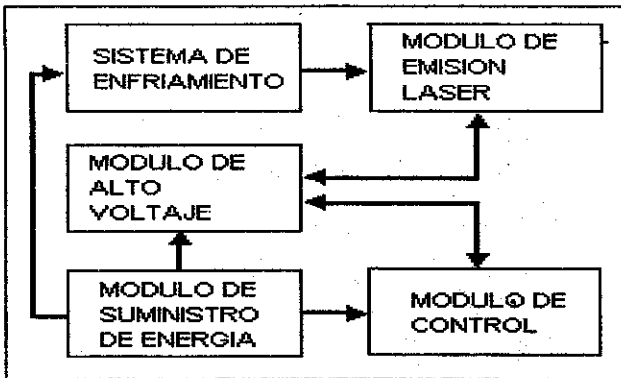 SISTEMA DE
ENFRIAMIENTO
MODULO DE
EMISION
LASER
MODULO DE
ALTO
VOLTAJE
MODULO DE
SUMINISTRO
DE ENERGIA
MODULO DE
CONTROL